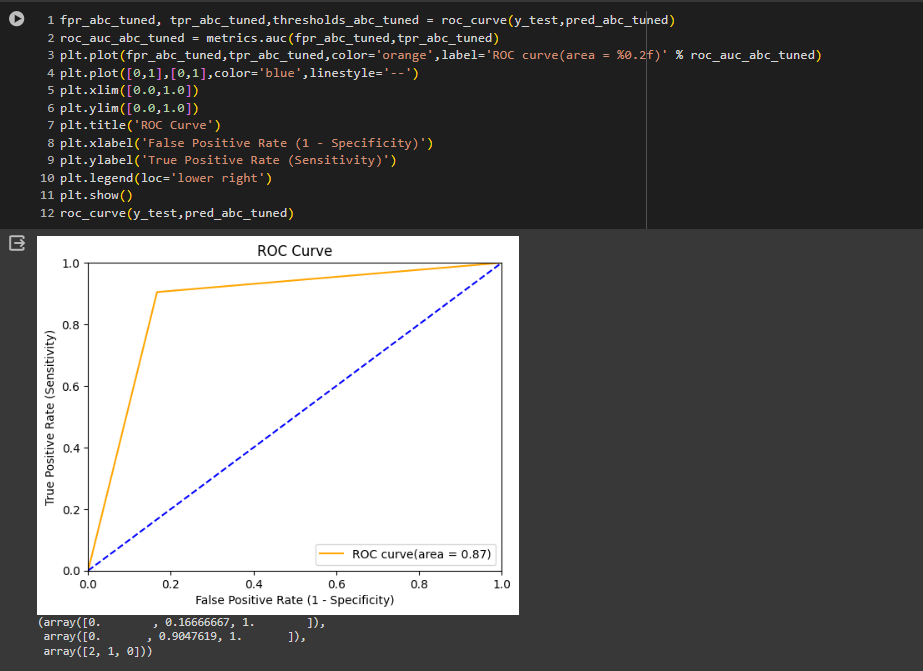 1 fpr_abc_tuned, tpr_abc_tuned,thresholds_abc_tuned = roc_curve(y_test,pred_abc_tuned)
2 roc_auc_abc_tuned = metrics.auc(fpr_abc_tuned,tpr_abc_tuned)
3 plt.plot(fpr_abc_tuned,tpr_abc_tuned,color='orange',label='ROC curve(area = %0.2f)' % roc_auc_abc_tuned)
4 plt.plot([0,1],[0,1],color='blue',linestyle='--')
5 plt.xlim([0.0,1.0])
6 plt.ylim([0.0,1.0])
7 plt.title('ROC Curve')
8 plt.xlabel('False Positive Rate (1 - Specificity)')
9 plt.ylabel('True Positive Rate (Sensitivity)')
10 plt.legend(loc='lower right')
11 plt.show()
12 roc_curve(y_test,pred_abc_tuned)
ROC Curve
True Positive Rate (Sensitivity)
1.0
0.8
0.6
0.4
0.2
0.0
ROC curve(area = 0.87)
0.0 0.2 0.4 0.6 0.8 1.0
False Positive Rate (1 - Specificity)
(array([0.        , 0.16666667, 1.        ]),
array([0.       , 0.9047619, 1.       ]),
array([2, 1, 0]))